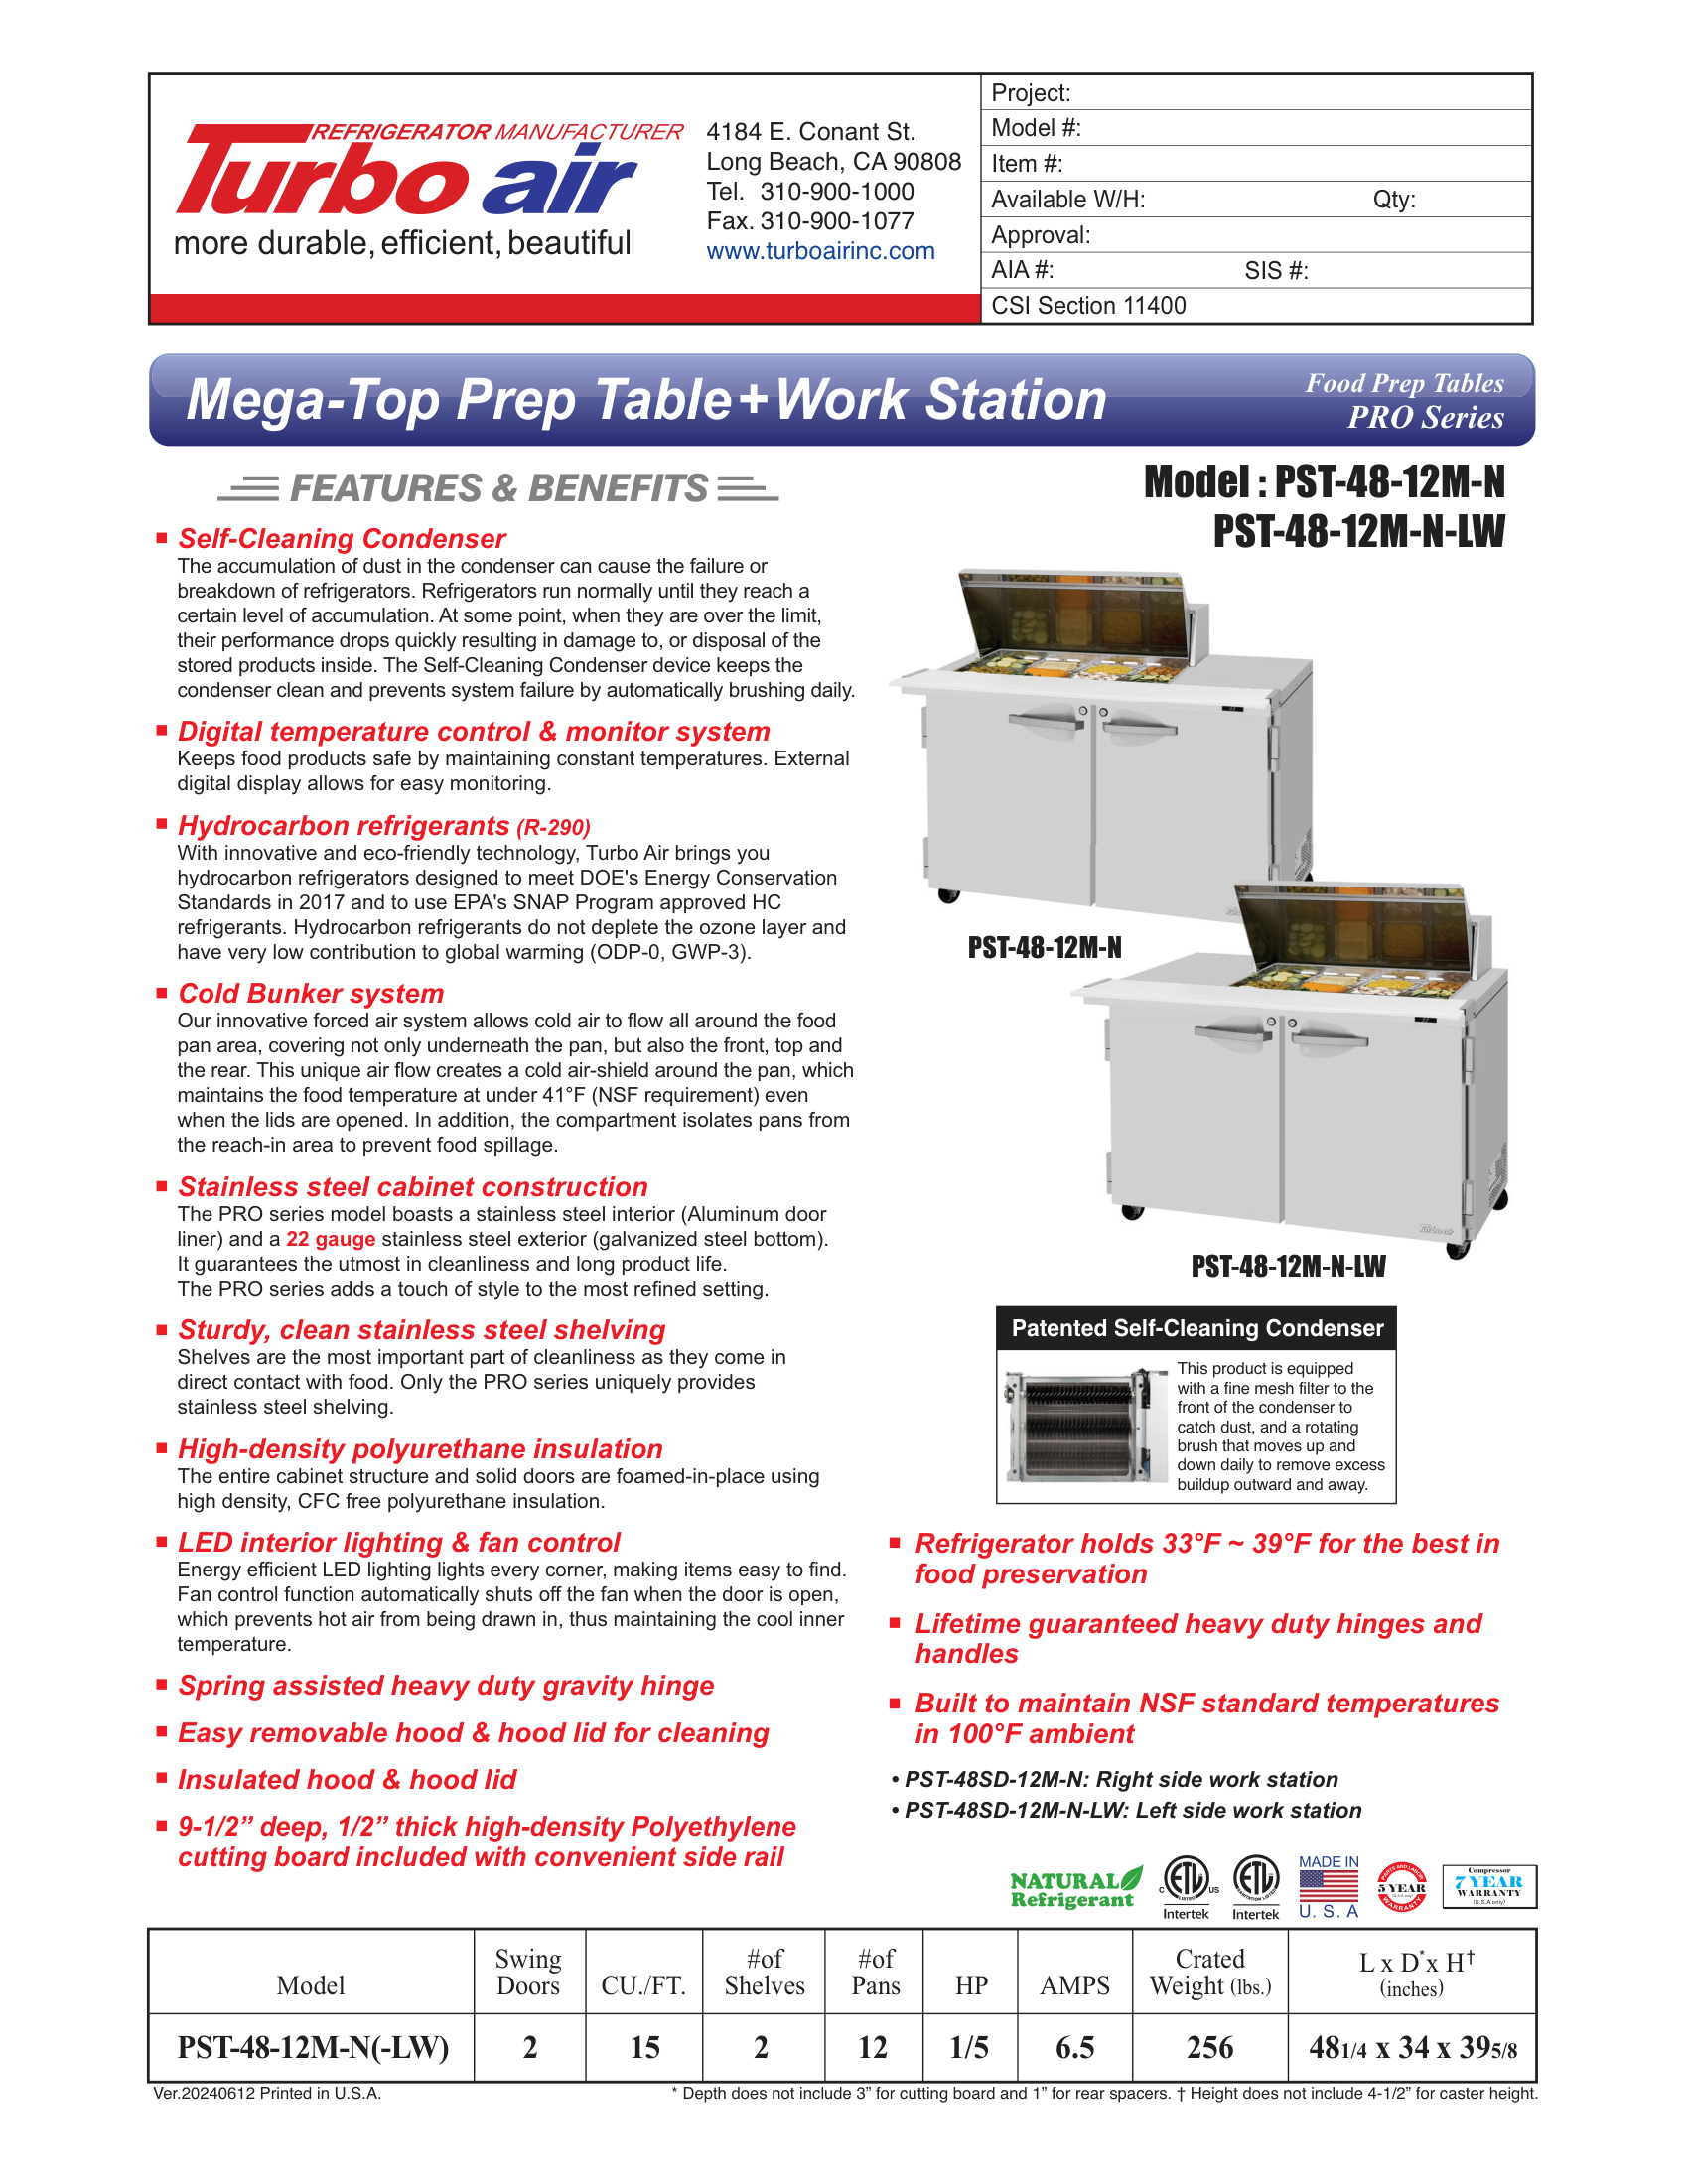 REFRIGERATOR MANUFACTURER
Turbo air
more durable, efficient, beautiful
4184 E. Conant St.
Long Beach, CA 90808
Tel. 310-900-1000
Fax. 310-900-1077
www.turboairinc.com
Project:
Model #:
Item #:
Available W/H: Qty:
Approval:
AIA #: SIS #:
CSI Section 11400
Mega-Top Prep Table+Work Station
Food Prep Tables
PRO Series
FEATURES & BENEFITS
Model : PST-48-12M-N
PST-48-12M-N-LW
Self-Cleaning Condenser
The accumulation of dust in the condenser can cause the failure or
breakdown of refrigerators. Refrigerators run normally until they reach a
certain level of accumulation. At some point, when they are over the limit,
their performance drops quickly resulting in damage to, or disposal of the
stored products inside. The Self-Cleaning Condenser device keeps the
condenser clean and prevents system failure by automatically brushing daily.
Digital temperature control & monitor system
Keeps food products safe by maintaining constant temperatures. External
digital display allows for easy monitoring.
Hydrocarbon refrigerants (R-290)
With innovative and eco-friendly technology, Turbo Air brings you
hydrocarbon refrigerators designed to meet DOE's Energy Conservation
Standards in 2017 and to use EPA's SNAP Program approved HC
refrigerants. Hydrocarbon refrigerants do not deplete the ozone layer and
have very low contribution to global warming (ODP-0, GWP-3).
Cold Bunker system
Our innovative forced air system allows cold air to flow all around the food
pan area, covering not only underneath the pan, but also the front, top and
the rear. This unique air flow creates a cold air-shield around the pan, which
maintains the food temperature at under 41°F (NSF requirement) even
when the lids are opened. In addition, the compartment isolates pans from
the reach-in area to prevent food spillage.
Stainless steel cabinet construction
The PRO series model boasts a stainless steel interior (Aluminum door
liner) and a 22 gauge stainless steel exterior (galvanized steel bottom).
It guarantees the utmost in cleanliness and long product life.
The PRO series adds a touch of style to the most refined setting.
Sturdy, clean stainless steel shelving
Shelves are the most important part of cleanliness as they come in
direct contact with food. Only the PRO series uniquely provides
stainless steel shelving.
High-density polyurethane insulation
The entire cabinet structure and solid doors are foamed-in-place using
high density, CFC free polyurethane insulation.
LED interior lighting & fan control
Energy efficient LED lighting lights every corner, making items easy to find.
Fan control function automatically shuts off the fan when the door is open,
which prevents hot air from being drawn in, thus maintaining the cool inner
temperature.
Spring assisted heavy duty gravity hinge
Easy removable hood & hood lid for cleaning
Insulated hood & hood lid
9-1/2” deep, 1/2” thick high-density Polyethylene
cutting board included with convenient side rail
PST-48-12M-N
Turbo air
PST-48-12M-N-LW
Patented Self-Cleaning Condenser
This product is equipped
with a fine mesh filter to the
front of the condenser to
catch dust, and a rotating
brush that moves up and
down daily to remove excess
buildup outward and away.
Refrigerator holds 33°F ~ 39°F for the best in
food preservation
Lifetime guaranteed heavy duty hinges and
handles
Built to maintain NSF standard temperatures
in 100°F ambient
• PST-48SD-12M-N: Right side work station
• PST-48SD-12M-N-LW: Left side work station
NATURAL
Refrigerant
C ETL US
LISTED
Intertek
ETL
SANITATION LISTED
Intertek
MADE IN
U. S. A
PARTS AND LABOR
5 YEAR
(U.S.A only)
WARRANTY
Compressor
7 YEAR
WARRANTY
(U.S.A only)
Model Swing Doors CU./FT. #of Shelves #of Pans HP AMPS Crated Weight (lbs.) L x D* x H† (inches)
PST-48-12M-N(-LW) 2 15 2 12 1/5 6.5 256 481/4 x 34 x 395/8
Ver.20240612 Printed in U.S.A.
* Depth does not include 3” for cutting board and 1” for rear spacers. † Height does not include 4-1/2” for caster height.